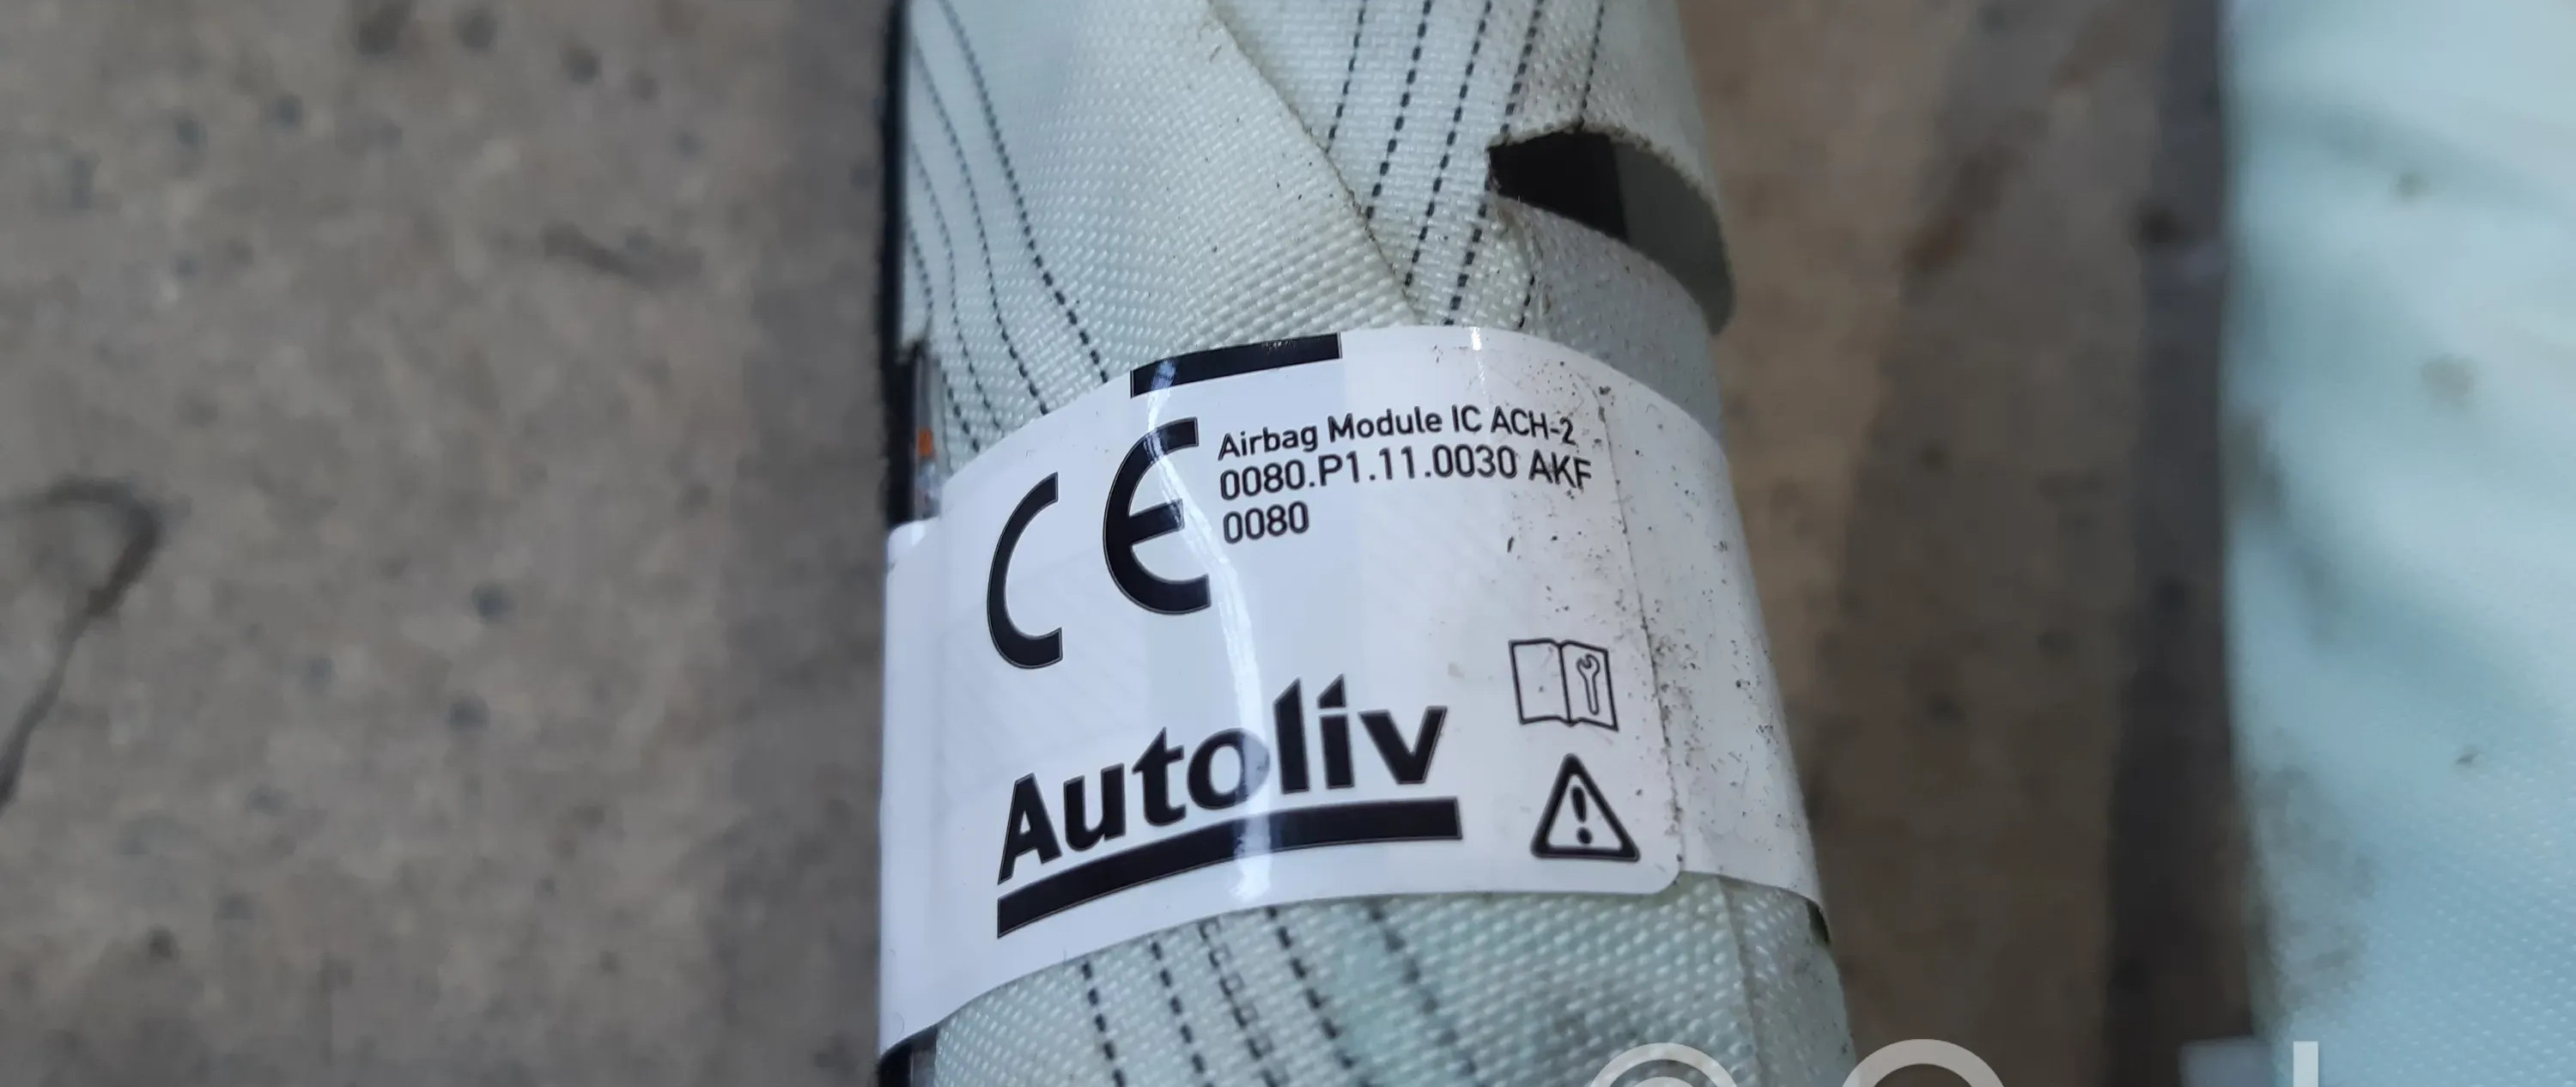 CE
Airbag Module IC ACH-2
0080.P1.11.0030 AKF
0080
Autoliv